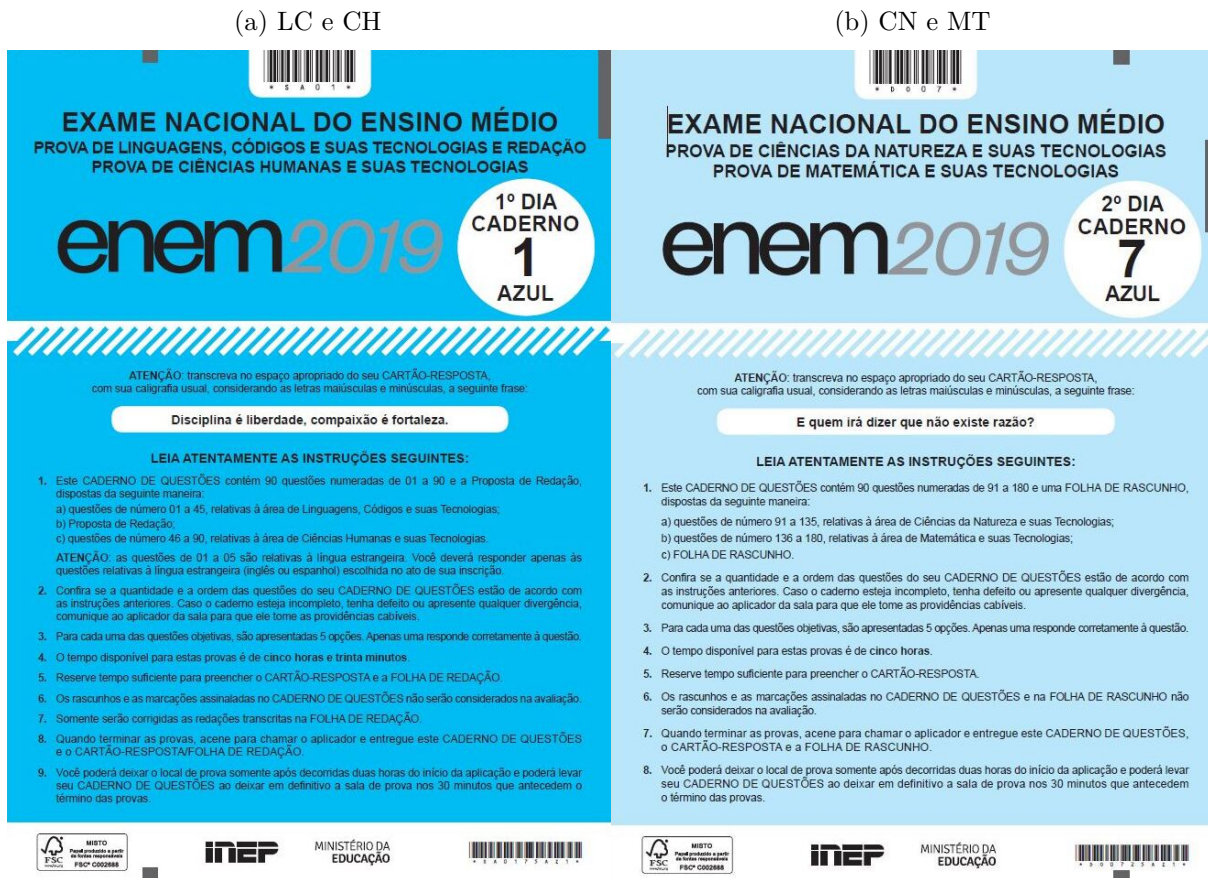 (a) LC e CH
* S A 0 1 *
EXAME NACIONAL DO ENSINO MÉDIO
PROVA DE LINGUAGENS, CÓDIGOS E SUAS TECNOLOGIAS E REDAÇÃO
PROVA DE CIÊNCIAS HUMANAS E SUAS TECNOLOGIAS
enem2019
1º DIA
CADERNO
1
AZUL
ATENÇÃO: transcreva no espaço apropriado do seu CARTÃO-RESPOSTA,
com sua caligrafia usual, considerando as letras maiúsculas e minúsculas, a seguinte frase:
Disciplina é liberdade, compaixão é fortaleza.
LEIA ATENTAMENTE AS INSTRUÇÕES SEGUINTES:
1. Este CADERNO DE QUESTÕES contém 90 questões numeradas de 01 a 90 e a Proposta de Redação,
dispostas da seguinte maneira:
a) questões de número 01 a 45, relativas à área de Linguagens, Códigos e suas Tecnologias;
b) Proposta de Redação;
c) questões de número 46 a 90, relativas à área de Ciências Humanas e suas Tecnologias.
ATENÇÃO: as questões de 01 a 05 são relativas à língua estrangeira. Você deverá responder apenas às
questões relativas à língua estrangeira (inglês ou espanhol) escolhida no ato de sua inscrição.
2. Confira se a quantidade e a ordem das questões do seu CADERNO DE QUESTÕES estão de acordo com
as instruções anteriores. Caso o caderno esteja incompleto, tenha defeito ou apresente qualquer divergência,
comunique ao aplicador da sala para que ele tome as providências cabíveis.
3. Para cada uma das questões objetivas, são apresentadas 5 opções. Apenas uma responde corretamente à questão.
4. O tempo disponível para estas provas é de cinco horas e trinta minutos.
5. Reserve tempo suficiente para preencher o CARTÃO-RESPOSTA e a FOLHA DE REDAÇÃO.
6. Os rascunhos e as marcações assinaladas no CADERNO DE QUESTÕES não serão considerados na avaliação.
7. Somente serão corrigidas as redações transcritas na FOLHA DE REDAÇÃO.
8. Quando terminar as provas, acene para chamar o aplicador e entregue este CADERNO DE QUESTÕES
e o CARTÃO-RESPOSTA/FOLHA DE REDAÇÃO.
9. Você poderá deixar o local de prova somente após decorridas duas horas do início da aplicação e poderá levar
seu CADERNO DE QUESTÕES ao deixar em definitivo a sala de prova nos 30 minutos que antecedem o
término das provas.
FSC
MISTO
Papel produzido a partir
de fontes responsáveis
FSC® C002688
INEP
MINISTÉRIO DA
EDUCAÇÃO
(b) CN e MT
* D 0 0 7 *
EXAME NACIONAL DO ENSINO MÉDIO
PROVA DE CIÊNCIAS DA NATUREZA E SUAS TECNOLOGIAS
PROVA DE MATEMÁTICA E SUAS TECNOLOGIAS
enem2019
2º DIA
CADERNO
7
AZUL
ATENÇÃO: transcreva no espaço apropriado do seu CARTÃO-RESPOSTA,
com sua caligrafia usual, considerando as letras maiúsculas e minúsculas, a seguinte frase:
E quem irá dizer que não existe razão?
LEIA ATENTAMENTE AS INSTRUÇÕES SEGUINTES:
1. Este CADERNO DE QUESTÕES contém 90 questões numeradas de 91 a 180 e uma FOLHA DE RASCUNHO,
dispostas da seguinte maneira:
a) questões de número 91 a 135, relativas à área de Ciências da Natureza e suas Tecnologias;
b) questões de número 136 a 180, relativas à área de Matemática e suas Tecnologias;
c) FOLHA DE RASCUNHO.
2. Confira se a quantidade e a ordem das questões do seu CADERNO DE QUESTÕES estão de acordo com
as instruções anteriores. Caso o caderno esteja incompleto, tenha defeito ou apresente qualquer divergência,
comunique ao aplicador da sala para que ele tome as providências cabíveis.
3. Para cada uma das questões objetivas, são apresentadas 5 opções. Apenas uma responde corretamente à questão.
4. O tempo disponível para estas provas é de cinco horas.
5. Reserve tempo suficiente para preencher o CARTÃO-RESPOSTA.
6. Os rascunhos e as marcações assinaladas no CADERNO DE QUESTÕES e na FOLHA DE RASCUNHO não
serão considerados na avaliação.
7. Quando terminar as provas, acene para chamar o aplicador e entregue este CADERNO DE QUESTÕES,
o CARTÃO-RESPOSTA e a FOLHA DE RASCUNHO.
8. Você poderá deixar o local de prova somente após decorridas duas horas do início da aplicação e poderá levar
seu CADERNO DE QUESTÕES ao deixar em definitivo a sala de prova nos 30 minutos que antecedem o
término das provas.
FSC
MISTO
Papel produzido a partir
de fontes responsáveis
FSC® C002688
INEP
MINISTÉRIO DA
EDUCAÇÃO